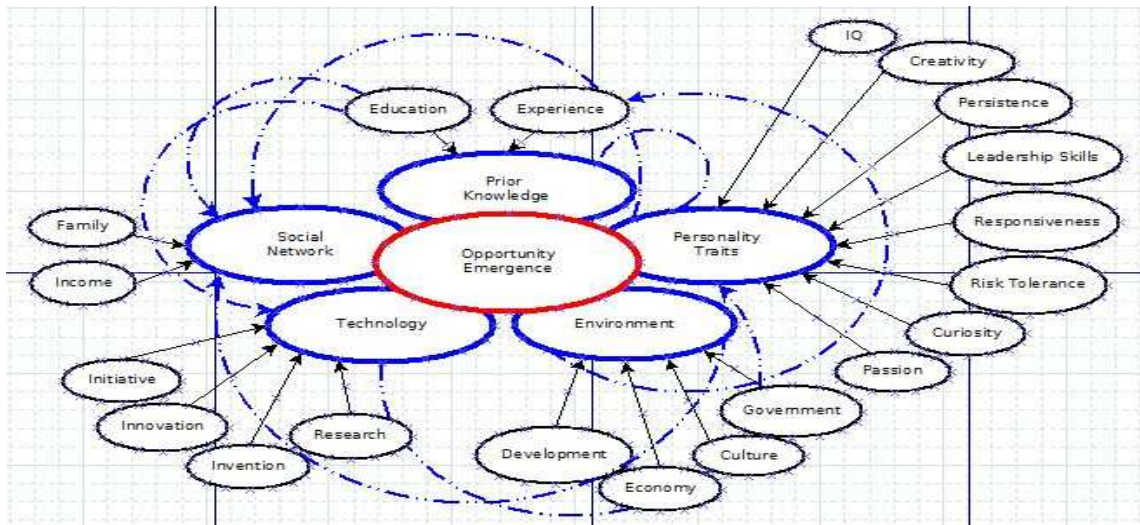 IQ
Creativity
Education
Experience
Persistence
Leadership Skills
Prior
Knowledge
Family
Social
Network
Opportunity
Emergence
Personality
Traits
Responsiveness
Income
Risk Tolerance
Technology
Environment
Curiosity
Passion
Initiative
Government
Innovation
Research
Invention
Development
Culture
Economy